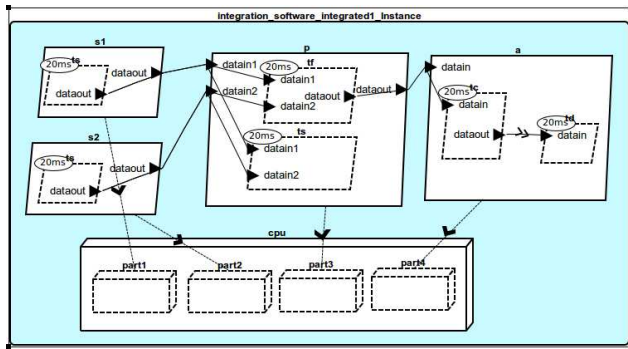 integration_software_integrated1_Instance
s1
20ms
ts
dataout
dataout
s2
20ms
ts
dataout
dataout
p
datain1
datain2
20ms
tf
datain1
datain2
dataout
dataout
20ms
ts
datain1
datain2
a
datain
20ms
tc
datain
dataout
20ms
td
datain
cpu
part1
part2
part3
part4